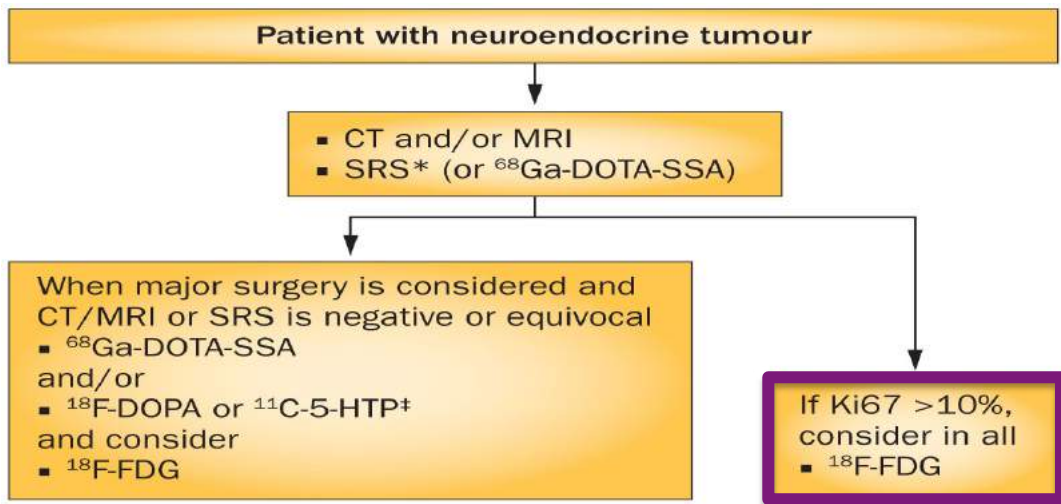 Patient with neuroendocrine tumour
▪ CT and/or MRI
▪ SRS* (or ⁶⁸Ga-DOTA-SSA)
When major surgery is considered and
CT/MRI or SRS is negative or equivocal
▪ ⁶⁸Ga-DOTA-SSA
and/or
▪ ¹⁸F-DOPA or ¹¹C-5-HTP‡
and consider
▪ ¹⁸F-FDG
If Ki67 >10%,
consider in all
▪ ¹⁸F-FDG